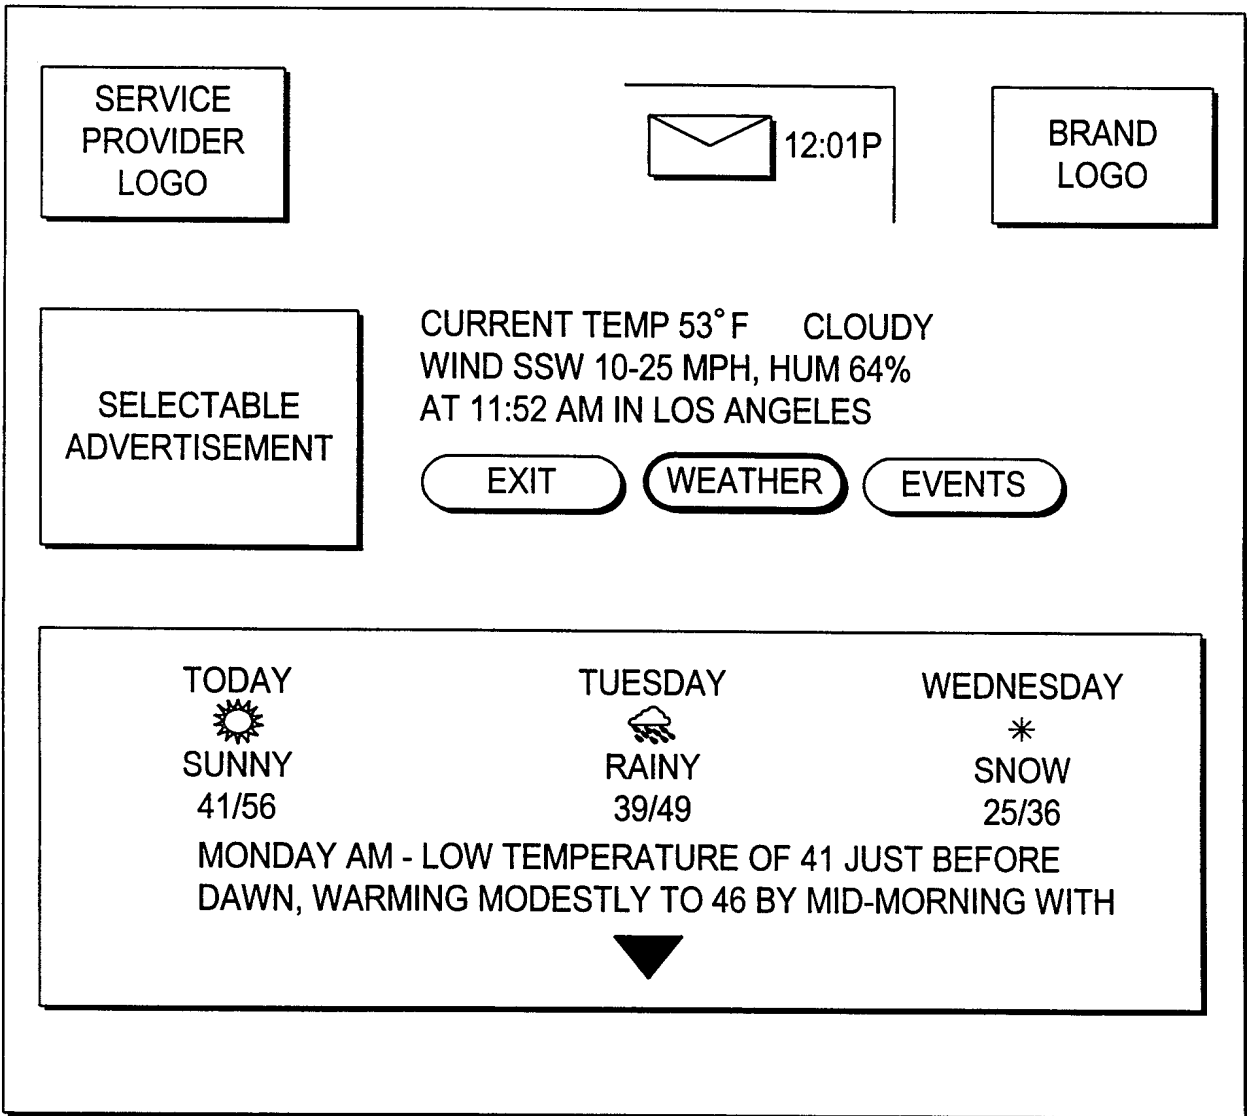 SERVICE
PROVIDER
LOGO
12:01P
BRAND
LOGO
SELECTABLE
ADVERTISEMENT
CURRENT TEMP 53° F CLOUDY
WIND SSW 10-25 MPH, HUM 64%
AT 11:52 AM IN LOS ANGELES
EXIT WEATHER EVENTS
TODAY TUESDAY WEDNESDAY
SUNNY RAINY SNOW
41/56 39/49 25/36
MONDAY AM - LOW TEMPERATURE OF 41 JUST BEFORE
DAWN, WARMING MODESTLY TO 46 BY MID-MORNING WITH